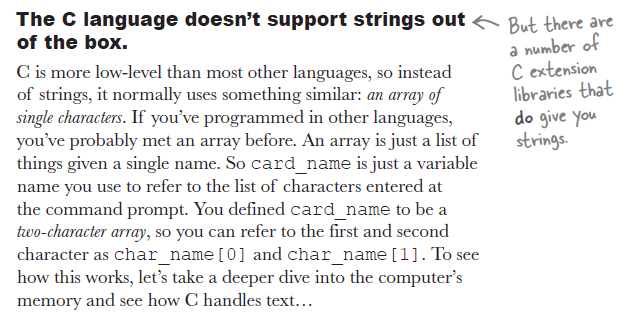 The C language doesn’t support strings out
of the box.
C is more low-level than most other languages, so instead
of strings, it normally uses something similar: an array of
single characters. If you’ve programmed in other languages,
you’ve probably met an array before. An array is just a list of
things given a single name. So card_name is just a variable
name you use to refer to the list of characters entered at
the command prompt. You defined card_name to be a
two-character array, so you can refer to the first and second
character as char_name[0] and char_name[1]. To see
how this works, let’s take a deeper dive into the computer’s
memory and see how C handles text…
But there are
a number of
C extension
libraries that
do give you
strings.